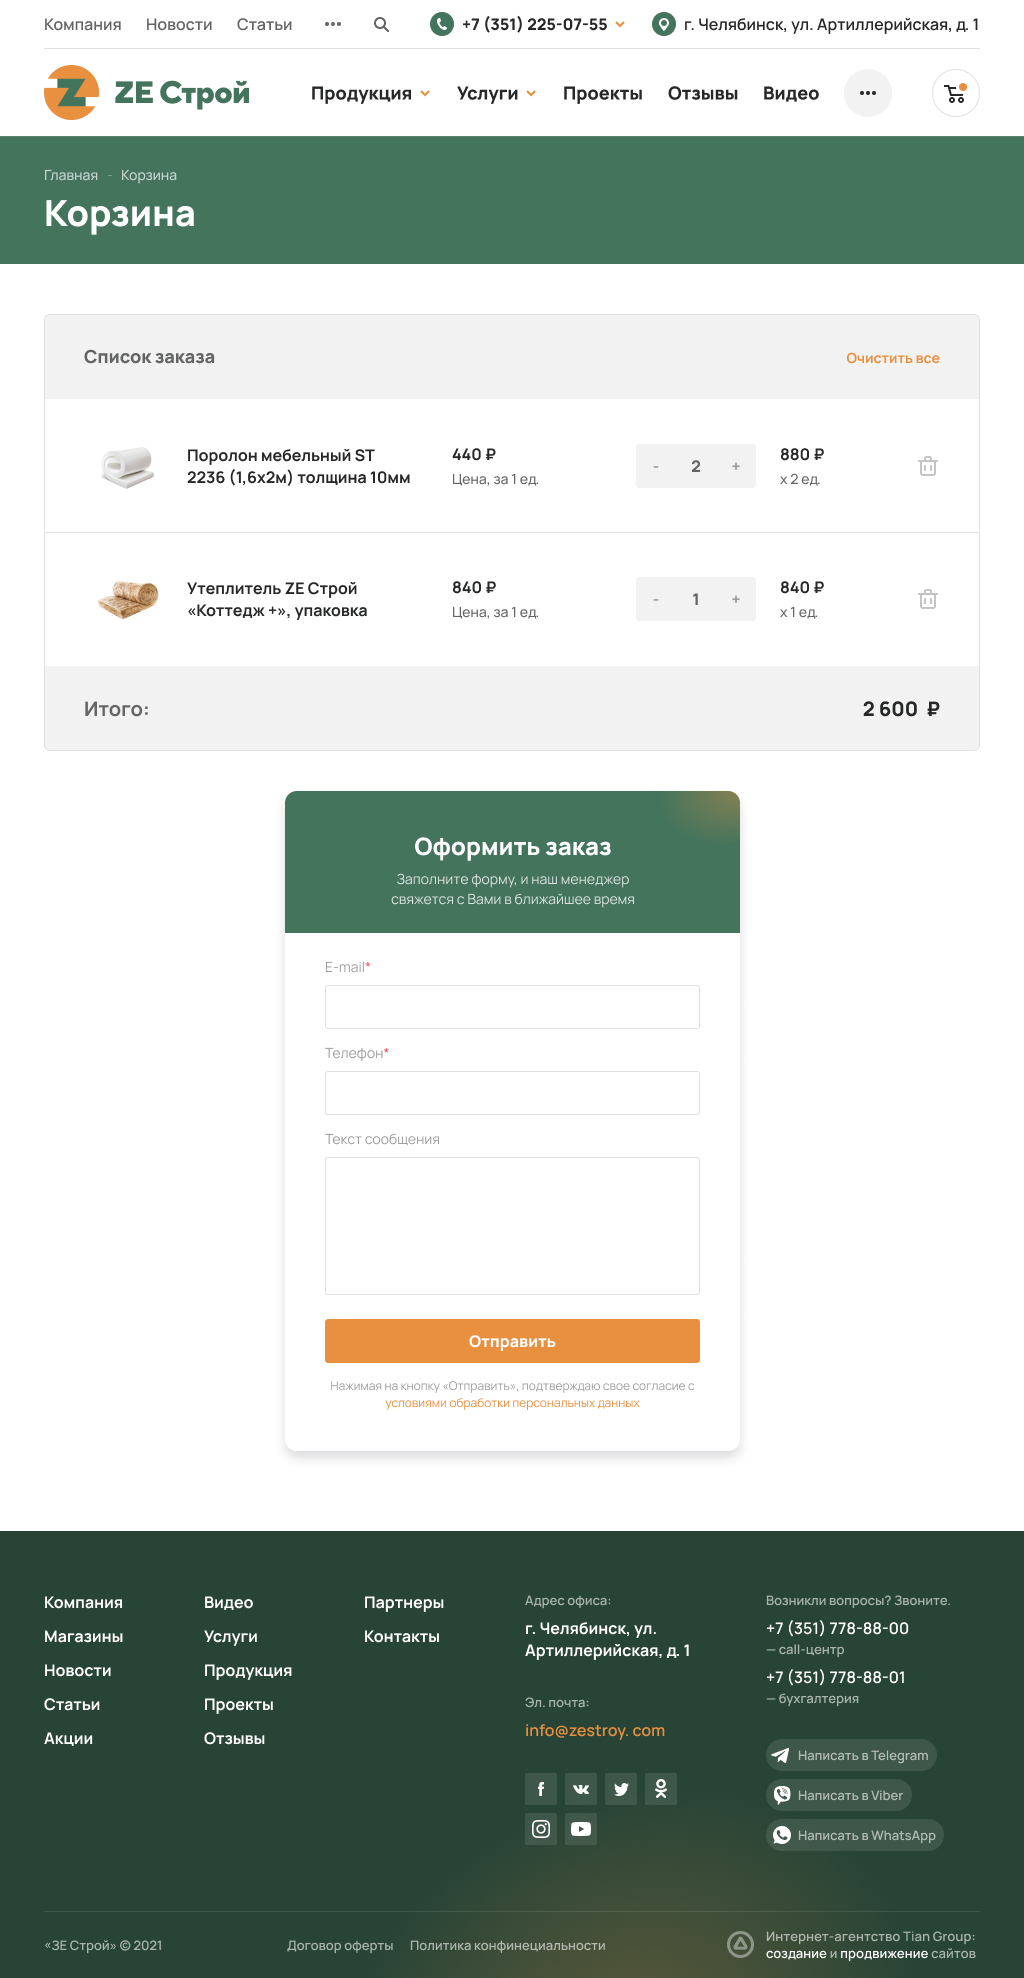 Компания Новости Статьи ••• +7 (351) 225-07-55 г. Челябинск, ул. Артиллерийская, д. 1
ZE Строй Продукция Услуги Проекты Отзывы Видео •••
Главная - Корзина
Корзина
Список заказа Очистить все
Поролон мебельный ST
2236 (1,6х2м) толщина 10мм
440 ₽
Цена, за 1 ед.
- 2 +
880 ₽
х 2 ед.
Утеплитель ZE Строй
«Коттедж +», упаковка
840 ₽
Цена, за 1 ед.
- 1 +
840 ₽
х 1 ед.
Итого: 2 600 ₽
Оформить заказ
Заполните форму, и наш менеджер
свяжется с Вами в ближайшее время
E-mail*
Телефон*
Текст сообщения
Отправить
Нажимая на кнопку «Отправить», подтверждаю свое согласие с
условиями обработки персональных данных
Компания
Магазины
Новости
Статьи
Акции
Видео
Услуги
Продукция
Проекты
Отзывы
Партнеры
Контакты
Адрес офиса:
г. Челябинск, ул.
Артиллерийская, д. 1
Эл. почта:
info@zestroy. com
Возникли вопросы? Звоните.
+7 (351) 778-88-00
— call-центр
+7 (351) 778-88-01
— бухгалтерия
Написать в Telegram
Написать в Viber
Написать в WhatsApp
«ЗЕ Строй» © 2021 Договор оферты Политика конфинециальности
Интернет-агентство Tian Group:
создание и продвижение сайтов